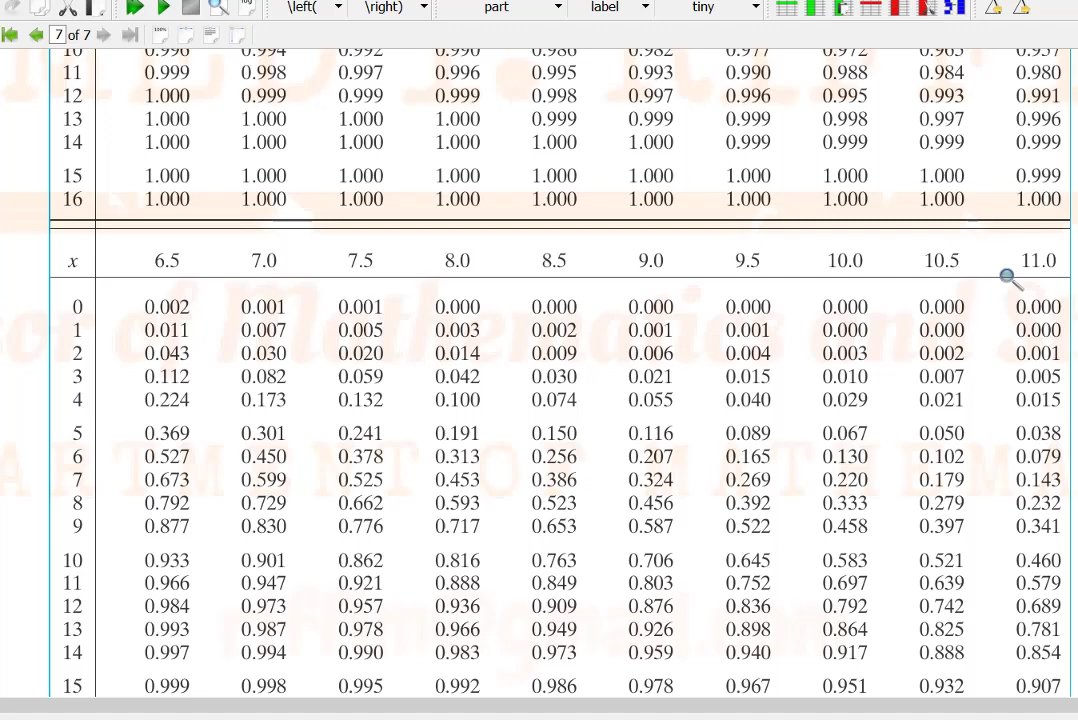 \left( \right) part label tiny
7 of 7 100%
10 0.996 0.994 0.992 0.990 0.986 0.982 0.977 0.972 0.965 0.957
11 0.999 0.998 0.997 0.996 0.995 0.993 0.990 0.988 0.984 0.980
12 1.000 0.999 0.999 0.999 0.998 0.997 0.996 0.995 0.993 0.991
13 1.000 1.000 1.000 1.000 0.999 0.999 0.999 0.998 0.997 0.996
14 1.000 1.000 1.000 1.000 1.000 1.000 0.999 0.999 0.999 0.999
15 1.000 1.000 1.000 1.000 1.000 1.000 1.000 1.000 1.000 0.999
16 1.000 1.000 1.000 1.000 1.000 1.000 1.000 1.000 1.000 1.000
x 6.5 7.0 7.5 8.0 8.5 9.0 9.5 10.0 10.5 11.0
0 0.002 0.001 0.001 0.000 0.000 0.000 0.000 0.000 0.000 0.000
1 0.011 0.007 0.005 0.003 0.002 0.001 0.001 0.000 0.000 0.000
2 0.043 0.030 0.020 0.014 0.009 0.006 0.004 0.003 0.002 0.001
3 0.112 0.082 0.059 0.042 0.030 0.021 0.015 0.010 0.007 0.005
4 0.224 0.173 0.132 0.100 0.074 0.055 0.040 0.029 0.021 0.015
5 0.369 0.301 0.241 0.191 0.150 0.116 0.089 0.067 0.050 0.038
6 0.527 0.450 0.378 0.313 0.256 0.207 0.165 0.130 0.102 0.079
7 0.673 0.599 0.525 0.453 0.386 0.324 0.269 0.220 0.179 0.143
8 0.792 0.729 0.662 0.593 0.523 0.456 0.392 0.333 0.279 0.232
9 0.877 0.830 0.776 0.717 0.653 0.587 0.522 0.458 0.397 0.341
10 0.933 0.901 0.862 0.816 0.763 0.706 0.645 0.583 0.521 0.460
11 0.966 0.947 0.921 0.888 0.849 0.803 0.752 0.697 0.639 0.579
12 0.984 0.973 0.957 0.936 0.909 0.876 0.836 0.792 0.742 0.689
13 0.993 0.987 0.978 0.966 0.949 0.926 0.898 0.864 0.825 0.781
14 0.997 0.994 0.990 0.983 0.973 0.959 0.940 0.917 0.888 0.854
15 0.999 0.998 0.995 0.992 0.986 0.978 0.967 0.951 0.932 0.907